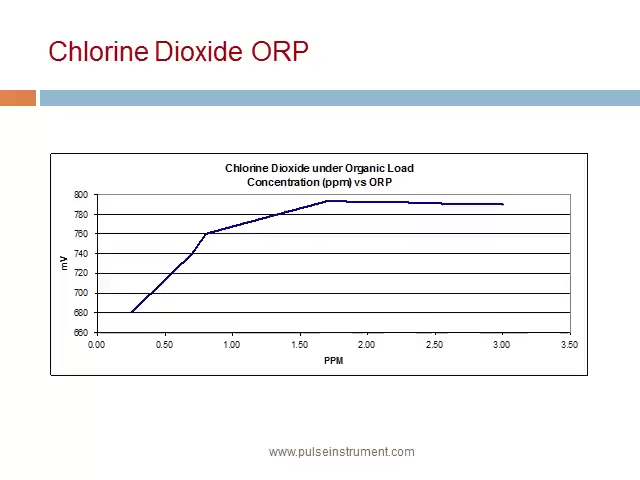 Chlorine Dioxide ORP
Chlorine Dioxide under Organic Load
Concentration (ppm) vs ORP
800
780
760
740
720
700
680
660
mV
0.00 0.50 1.00 1.50 2.00 2.50 3.00 3.50
PPM
www.pulseinstrument.com